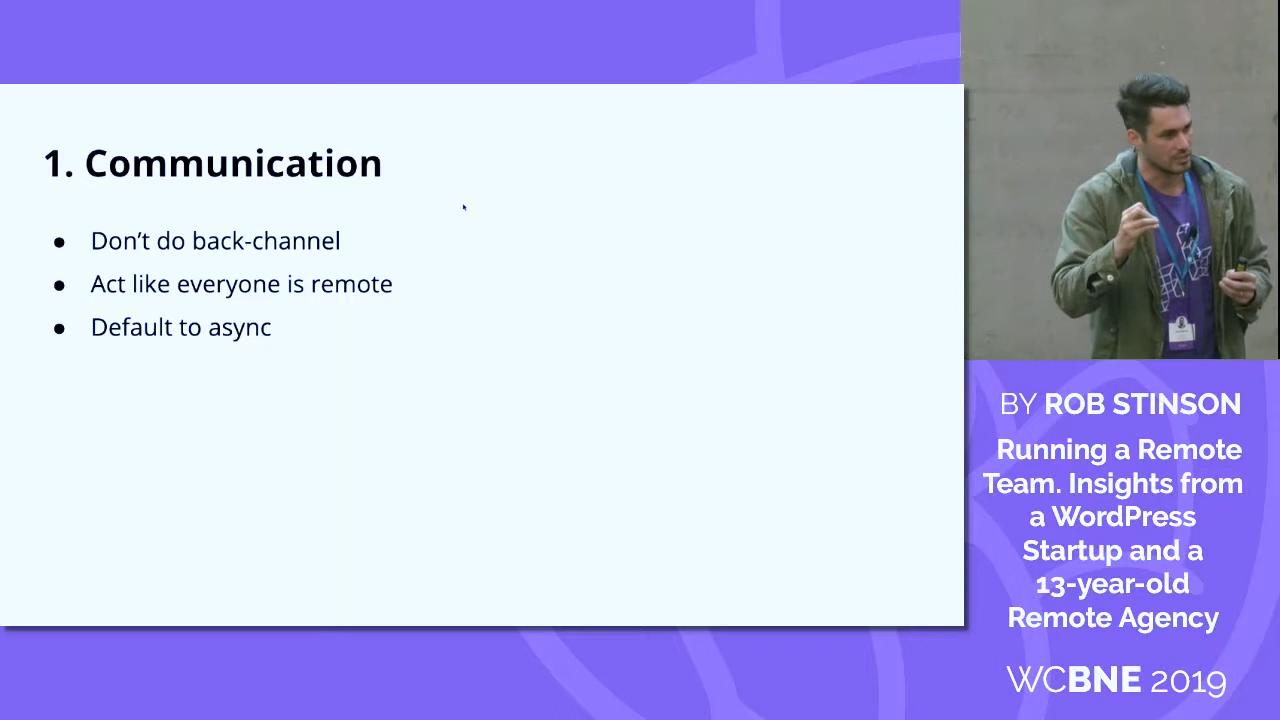 1. Communication
● Don’t do back-channel
● Act like everyone is remote
● Default to async
BY ROB STINSON
Running a Remote
Team. Insights from
a WordPress
Startup and a
13-year-old
Remote Agency
WCBNE 2019